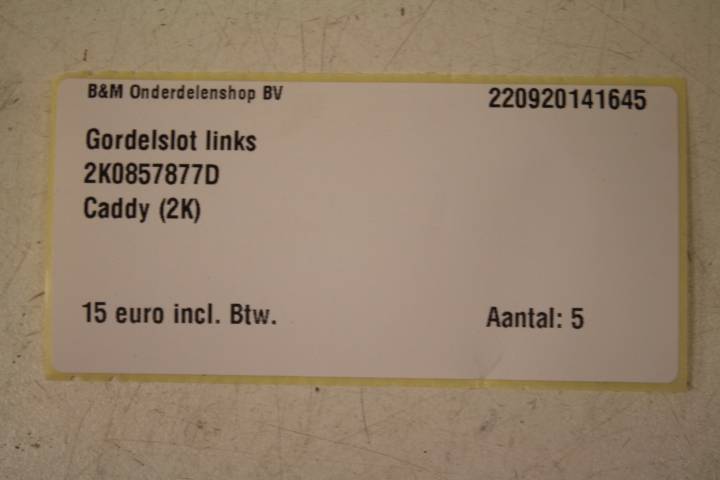 B&M Onderdelenshop BV
220920141645
Gordelslot links
2K0857877D
Caddy (2K)
15 euro incl. Btw.
Aantal: 5